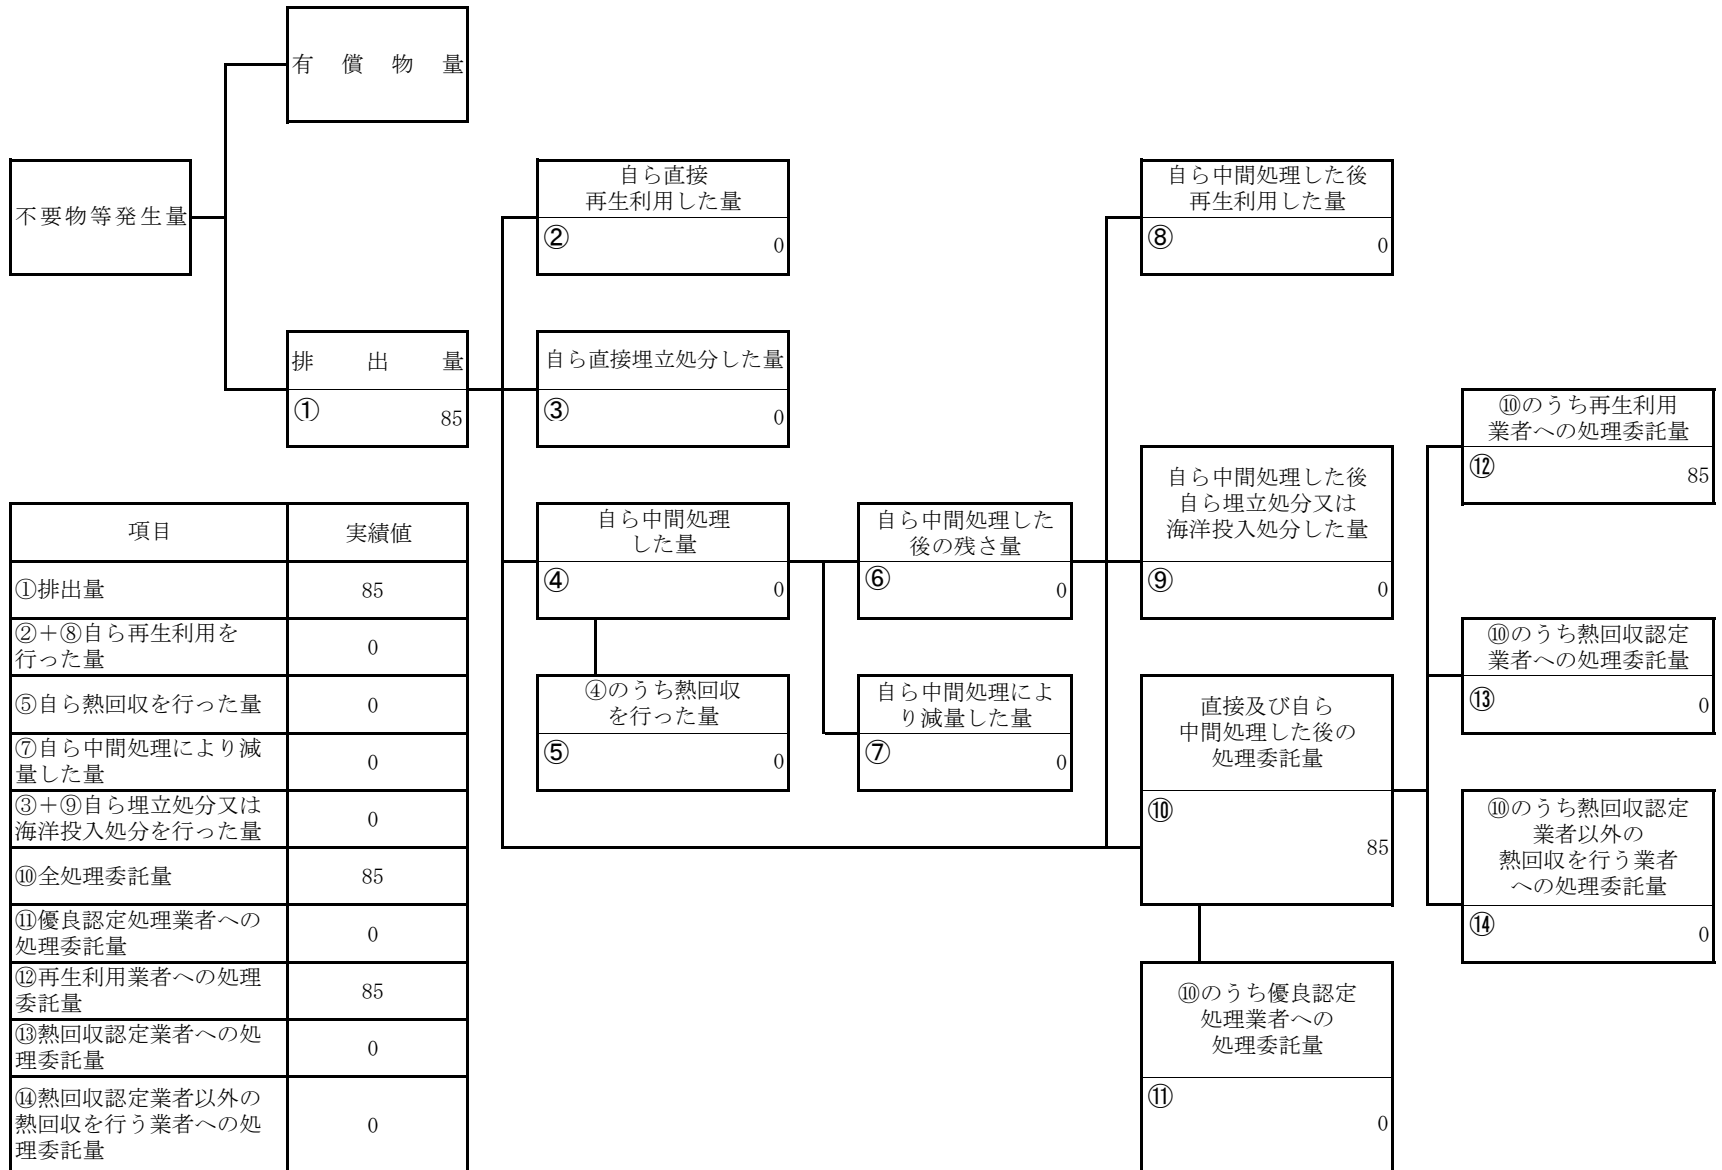 有償物量
不要物等発生量
排出量
①
85
自ら直接
再生利用した量
②
0
自ら直接埋立処分した量
③
0
自ら中間処理
した量
④
0
④のうち熱回収
を行った量
⑤
0
自ら中間処理した
後の残さ量
⑥
0
自ら中間処理によ
り減量した量
⑦
0
自ら中間処理した後
再生利用した量
⑧
0
自ら中間処理した後
自ら埋立処分又は
海洋投入処分した量
⑨
0
直接及び自ら
中間処理した後の
処理委託量
⑩
85
⑩のうち優良認定
処理業者への
処理委託量
⑪
0
⑩のうち再生利用
業者への処理委託量
⑫
85
⑩のうち熱回収認定
業者への処理委託量
⑬
0
⑩のうち熱回収認定
業者以外の
熱回収を行う業者
への処理委託量
⑭
0
項目 実績値
①排出量 85
②＋⑧自ら再生利用を
行った量 0
⑤自ら熱回収を行った量 0
⑦自ら中間処理により減
量した量 0
③＋⑨自ら埋立処分又は
海洋投入処分を行った量 0
⑩全処理委託量 85
⑪優良認定処理業者への
処理委託量 0
⑫再生利用業者への処理
委託量 85
⑬熱回収認定業者への処
理委託量 0
⑭熱回収認定業者以外の
熱回収を行う業者への処
理委託量 0